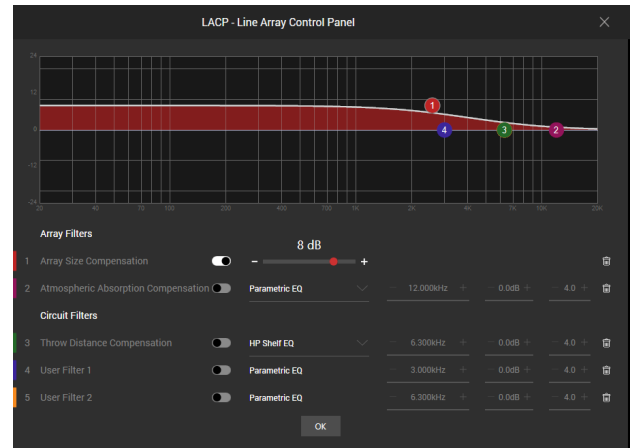 LACP - Line Array Control Panel
24
12
0
-12
-24
20 40 70 100 200 400 700 1K 2K 4K 7K 10K 20K
1
4 3 2
Array Filters
8 dB
1 Array Size Compensation - +
2 Atmospheric Absorption Compensation Parametric EQ - 12.000kHz + - 0.0dB + - 4.0 +
Circuit Filters
3 Throw Distance Compensation HP Shelf EQ - 6.300kHz + - 0.0dB + - 4.0 +
4 User Filter 1 Parametric EQ - 3.000kHz + - 0.0dB + - 4.0 +
5 User Filter 2 Parametric EQ - 6.300kHz + - 0.0dB + - 4.0 +
OK